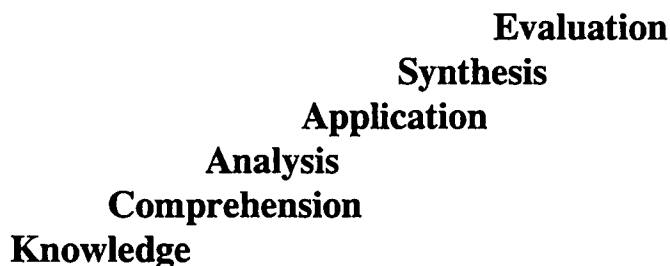 Evaluation
Synthesis
Application
Analysis
Comprehension
Knowledge